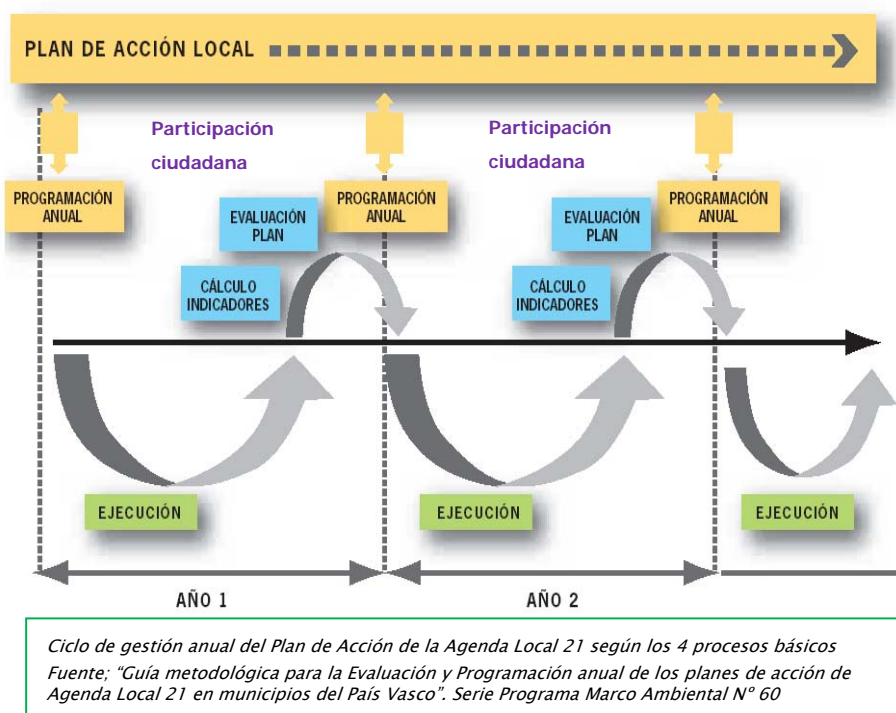 PLAN DE ACCIÓN LOCAL
Participación
ciudadana
Participación
ciudadana
PROGRAMACIÓN
ANUAL
EVALUACIÓN
PLAN
PROGRAMACIÓN
ANUAL
EVALUACIÓN
PLAN
PROGRAMACIÓN
ANUAL
CÁLCULO
INDICADORES
CÁLCULO
INDICADORES
EJECUCIÓN
EJECUCIÓN
EJECUCIÓN
AÑO 1
AÑO 2
Ciclo de gestión anual del Plan de Acción de la Agenda Local 21 según los 4 procesos básicos
Fuente; “Guía metodológica para la Evaluación y Programación anual de los planes de acción de
Agenda Local 21 en municipios del País Vasco”. Serie Programa Marco Ambiental Nº 60